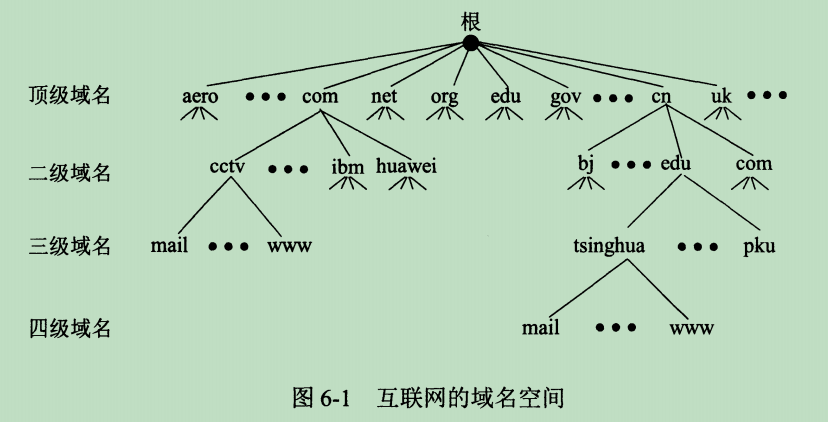 根
顶级域名 aero ••• com net org edu gov ••• cn uk •••
二级域名 cctv ••• ibm huawei bj ••• edu com
三级域名 mail ••• www tsinghua ••• pku
四级域名 mail ••• www
图 6-1 互联网的域名空间